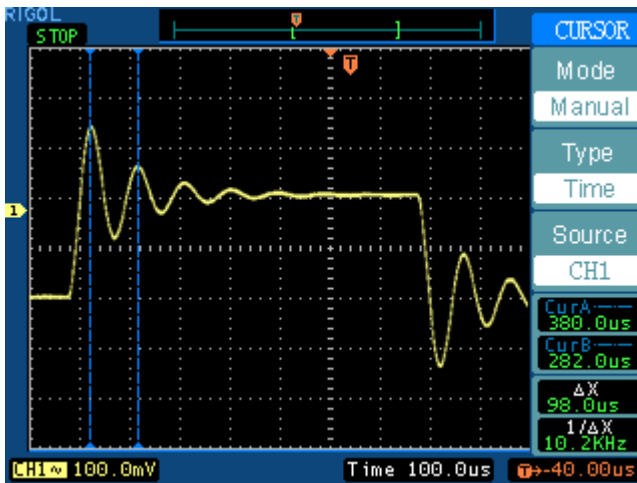 RIGOL
STOP
T
T
1
CURSOR
Mode
Manual
Type
Time
Source
CH1
CurA
380.0us
CurB
282.0us
ΔX
98.0us
1/ΔX
10.2KHz
CH1~ 100.0mV
Time 100.0us
T→-40.00us